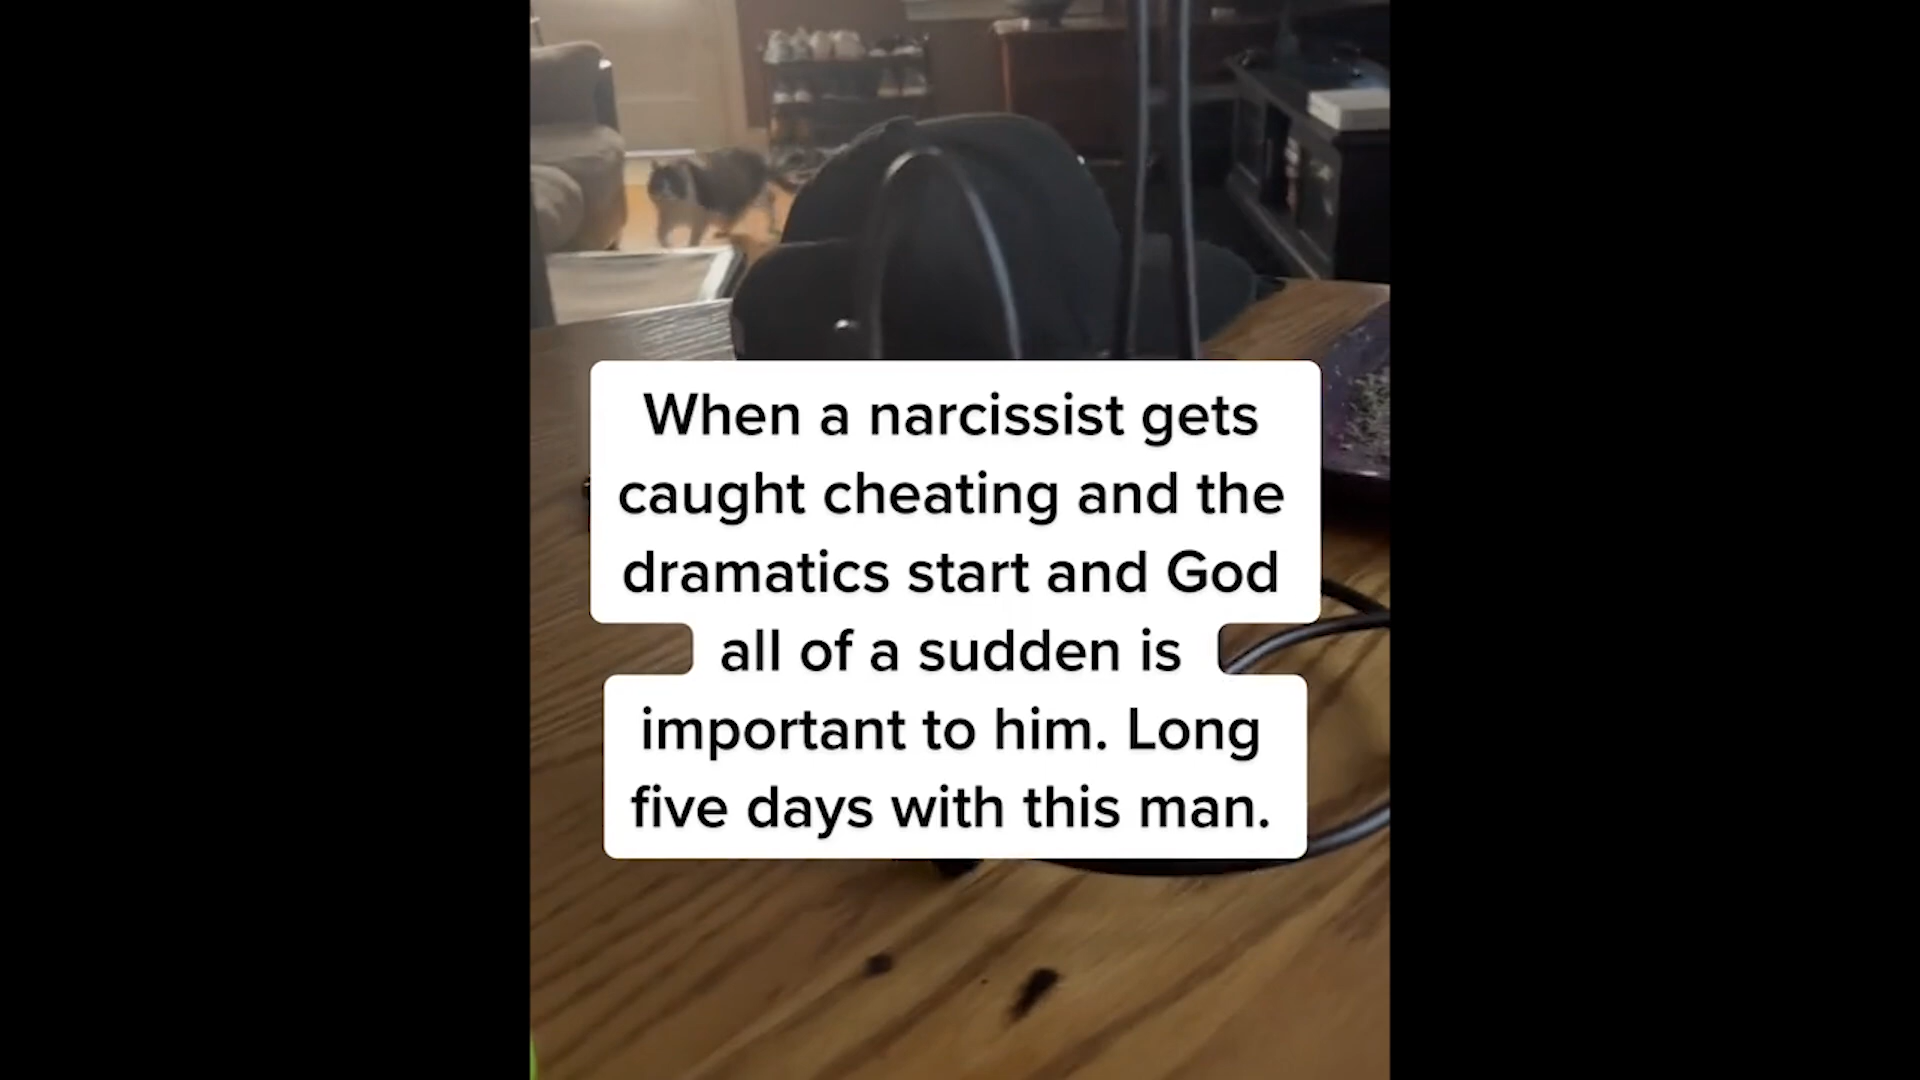 When a narcissist gets
caught cheating and the
dramatics start and God
all of a sudden is
important to him. Long
five days with this man.